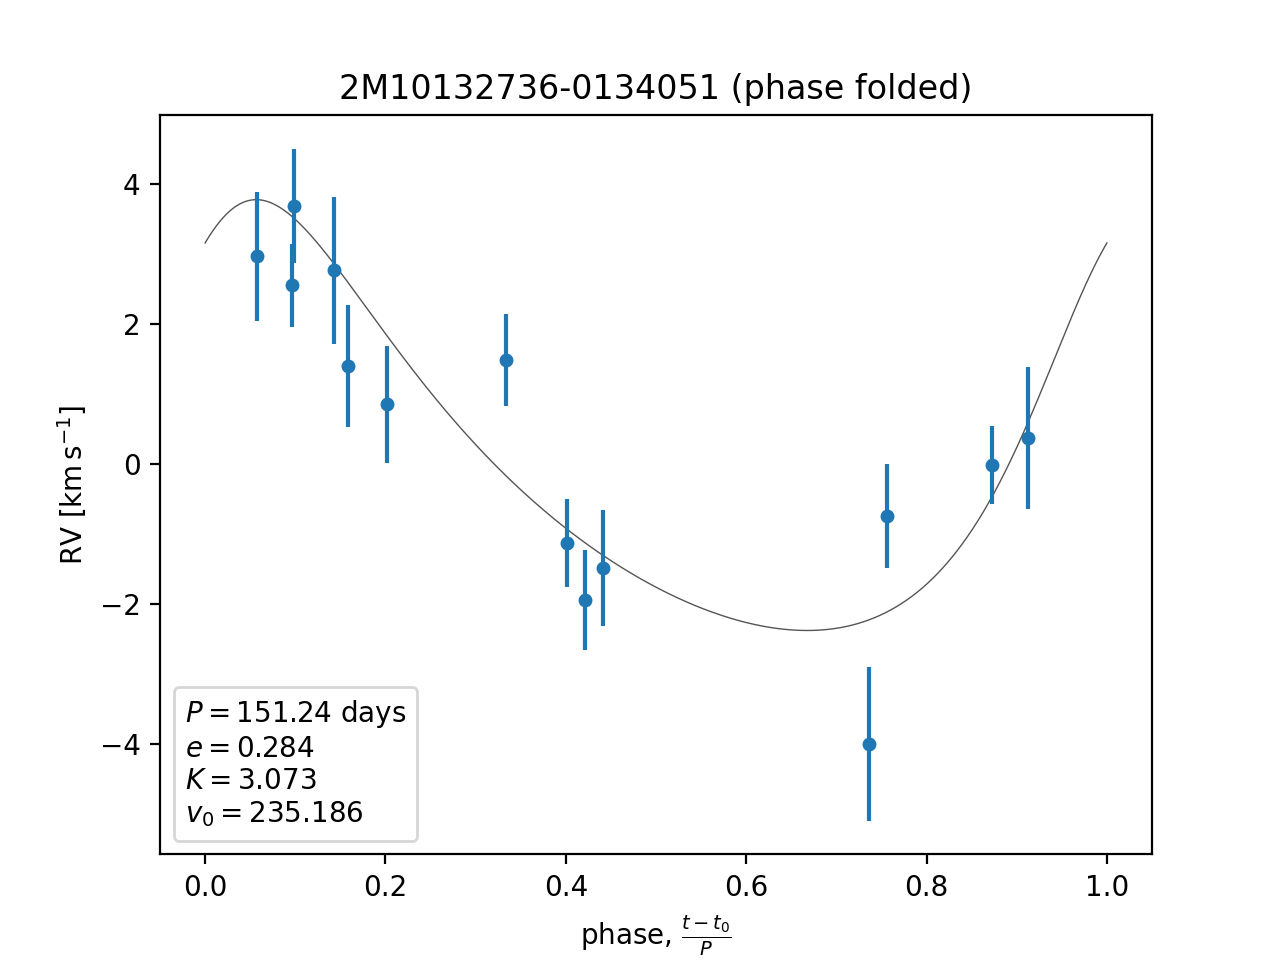 2M10132736-0134051 (phase folded)
RV [km s⁻¹]
4
2
0
−2
−4
P = 151.24 days
e = 0.284
K = 3.073
v₀ = 235.186
0.0 0.2 0.4 0.6 0.8 1.0
phase, (t − t₀)/P